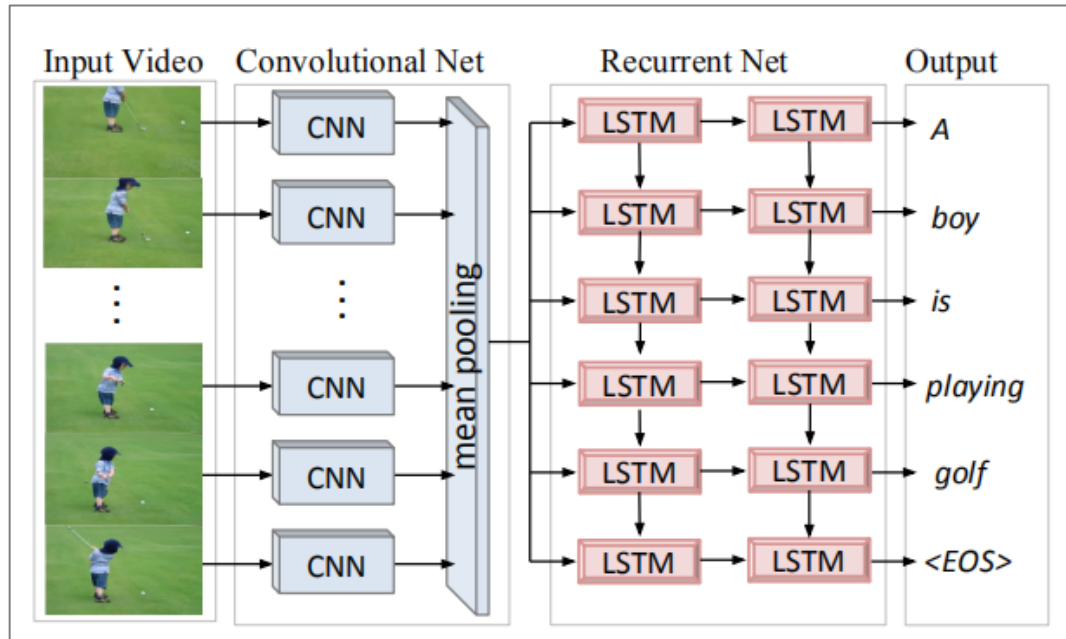 Input Video
Convolutional Net
Recurrent Net
Output
CNN
CNN
CNN
CNN
CNN
mean pooling
LSTM
LSTM
A
LSTM
LSTM
boy
LSTM
LSTM
is
LSTM
LSTM
playing
LSTM
LSTM
golf
LSTM
LSTM
<EOS>